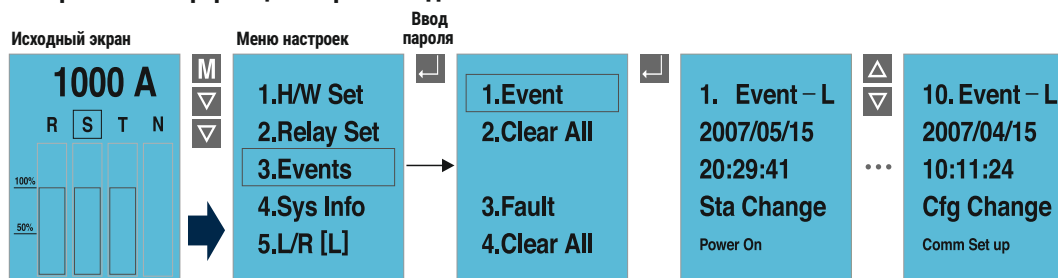 Ввод
пароля
Исходный экран
Меню настроек
1000 A
R S T N
100%
50%
M
1.H/W Set
2.Relay Set
3.Events
4.Sys Info
5.L/R [L]
1.Event
2.Clear All
3.Fault
4.Clear All
1. Event–L
2007/05/15
20:29:41
Sta Change
Power On
...
10. Event–L
2007/04/15
10:11:24
Cfg Change
Comm Set up